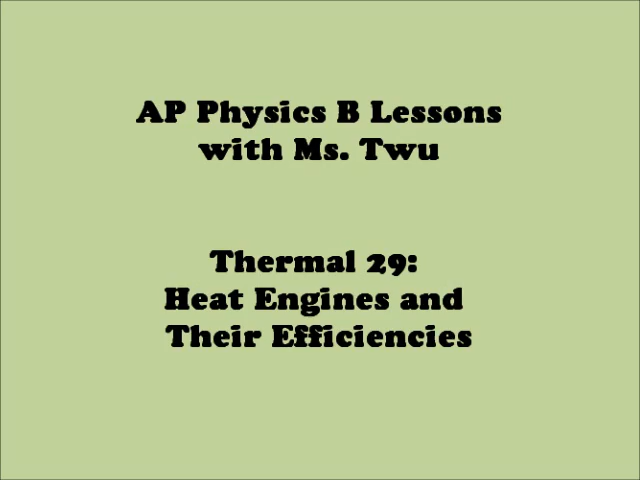 AP Physics B Lessons
with Ms. Twu
Thermal 29:
Heat Engines and
Their Efficiencies